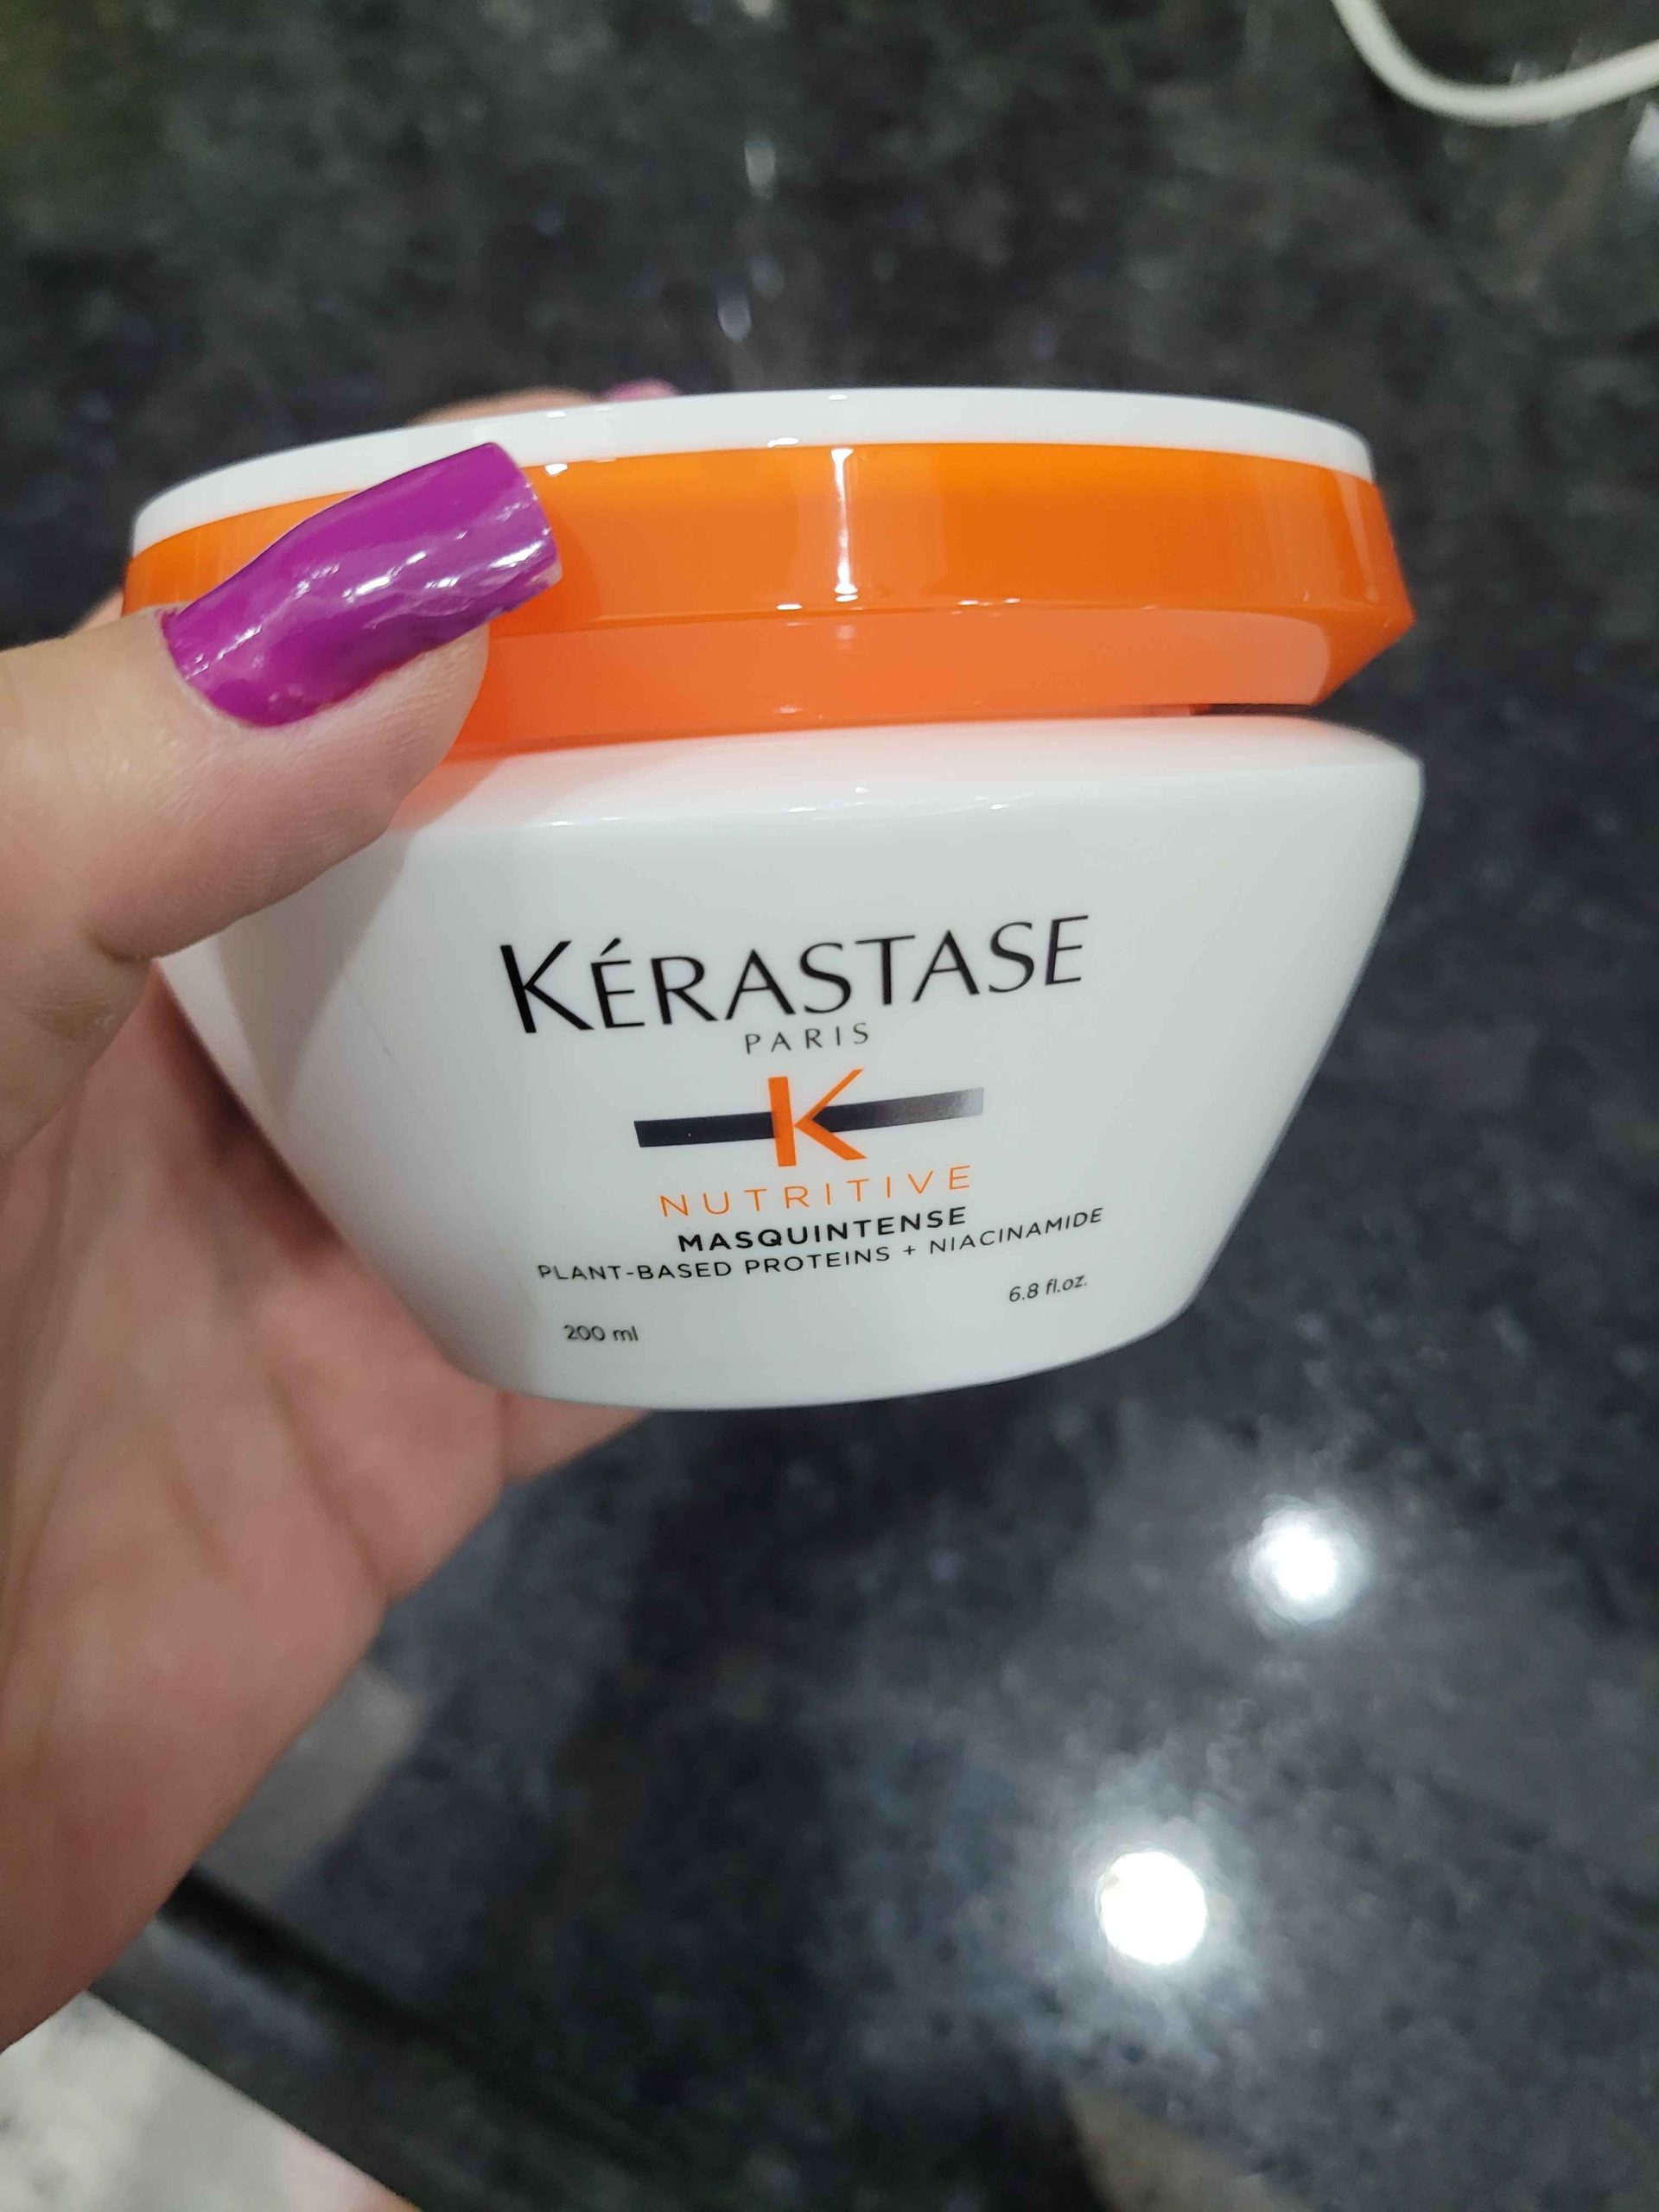 KÉRASTASE
PARIS
K
NUTRITIVE
MASQUINTENSE
PLANT-BASED PROTEINS + NIACINAMIDE
200 ml 6.8 fl.oz.